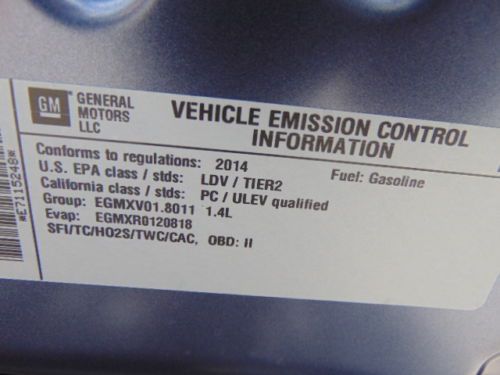 GM
GENERAL
MOTORS
LLC
VEHICLE EMISSION CONTROL
INFORMATION
Conforms to regulations: 2014
Fuel: Gasoline
U.S. EPA class / stds: LDV / TIER2
California class / stds: PC / ULEV qualified
Group: EGMXV01.8011 1.4L
Evap: EGMXR0120818
SFI/TC/HO2S/TWC/CAC, OBD: II
*E7115248*